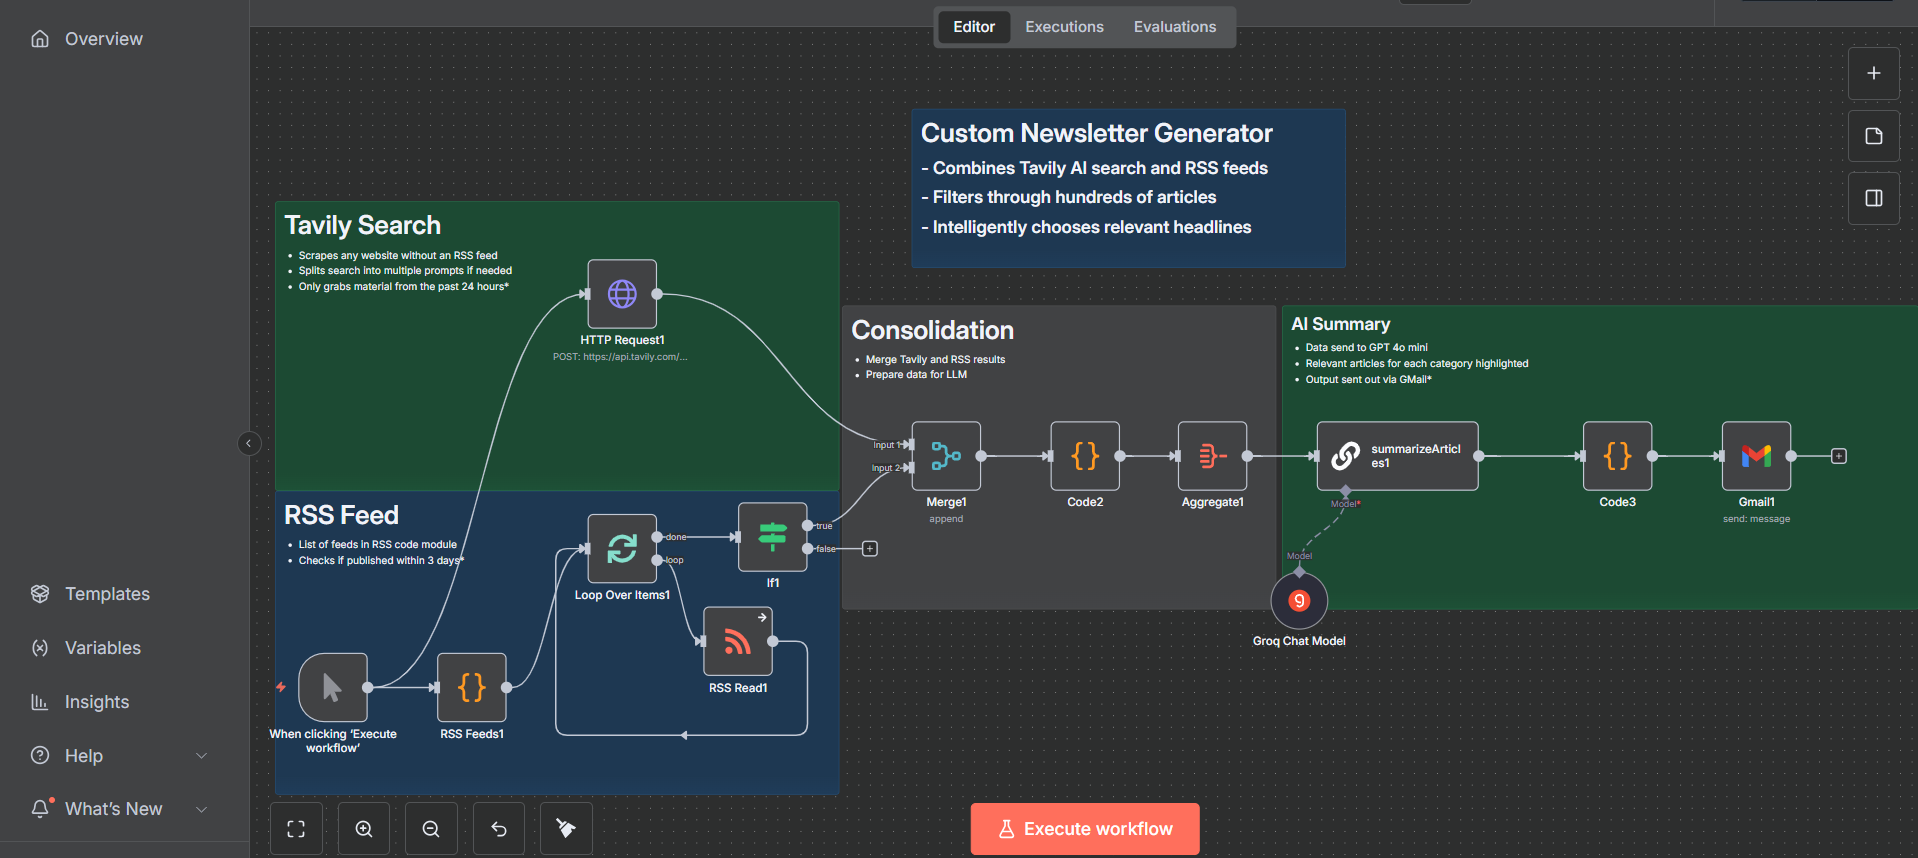 Overview
Templates
Variables
Insights
Help
What's New
Editor
Executions
Evaluations
Custom Newsletter Generator
- Combines Tavily AI search and RSS feeds
- Filters through hundreds of articles
- Intelligently chooses relevant headlines
Tavily Search
• Scrapes any website without an RSS feed
• Splits search into multiple prompts if needed
• Only grabs material from the past 24 hours*
HTTP Request1
POST: https://api.tavily.com/...
RSS Feed
• List of feeds in RSS code module
• Checks if published within 3 days*
When clicking ‘Execute
workflow’
RSS Feeds1
Loop Over Items1
done
loop
If1
true
false
RSS Read1
Consolidation
• Merge Tavily and RSS results
• Prepare data for LLM
Input 1
Input 2
Merge1
append
Code2
Aggregate1
AI Summary
• Data send to GPT 4o mini
• Relevant articles for each category highlighted
• Output sent out via GMail*
summarizeArticl
es1
Model*
Model
Groq Chat Model
Code3
Gmail1
send: message
Execute workflow